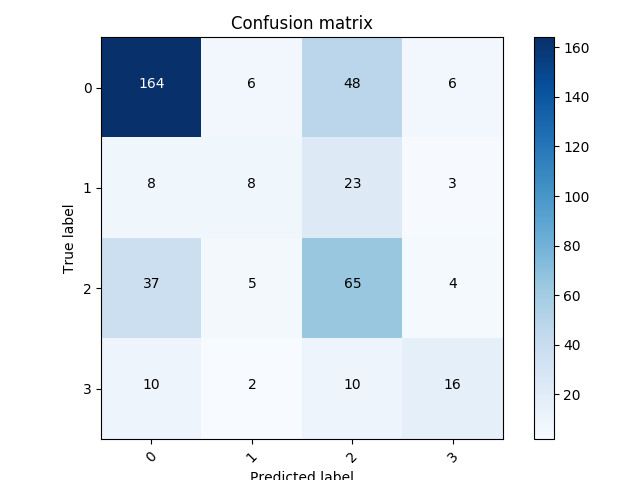 Confusion matrix
0 164 6 48 6
1 8 8 23 3
2 37 5 65 4
3 10 2 10 16
0 1 2 3
True label
Predicted label
160
140
120
100
80
60
40
20